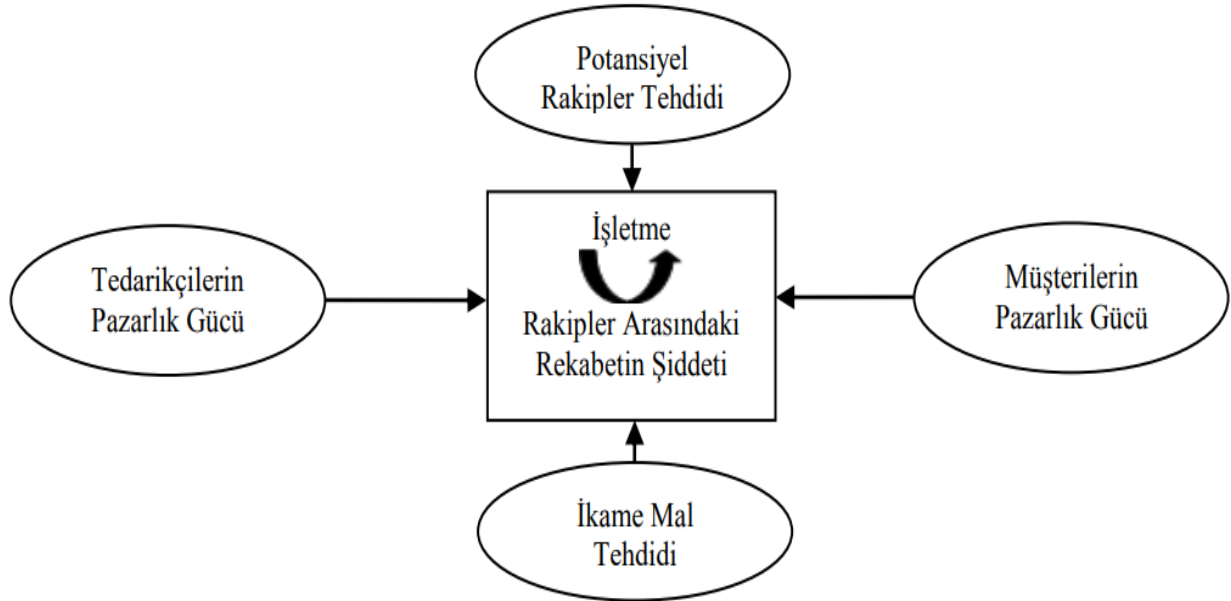 Potansiyel
Rakipler Tehdidi
İşletme
Rakipler Arasındaki
Rekabetin Şiddeti
Tedarikçilerin
Pazarlık Gücü
Müşterilerin
Pazarlık Gücü
İkame Mal
Tehdidi